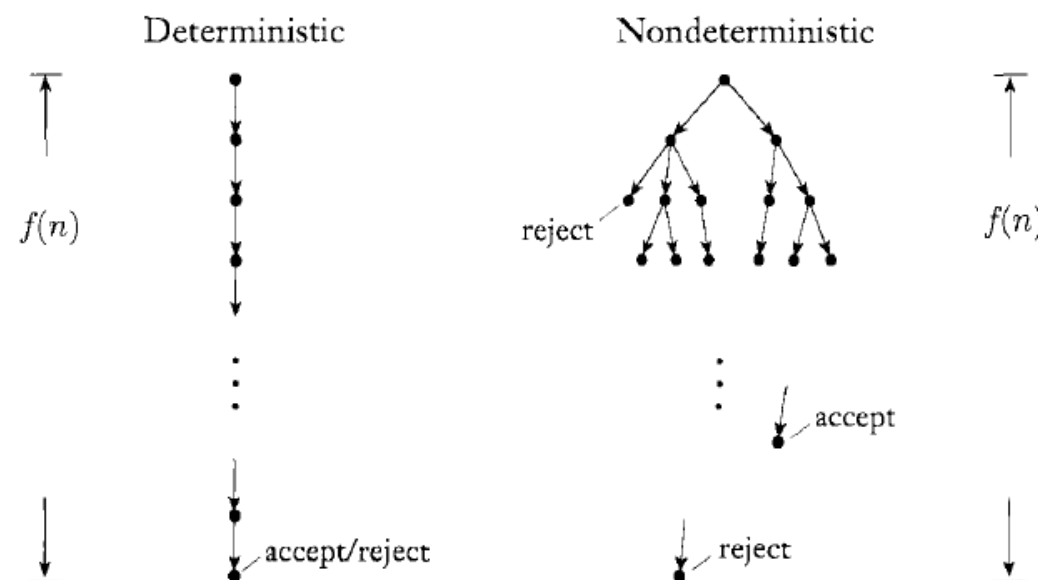 Deterministic
Nondeterministic
f(n)
reject
f(n)
accept
accept/reject
reject